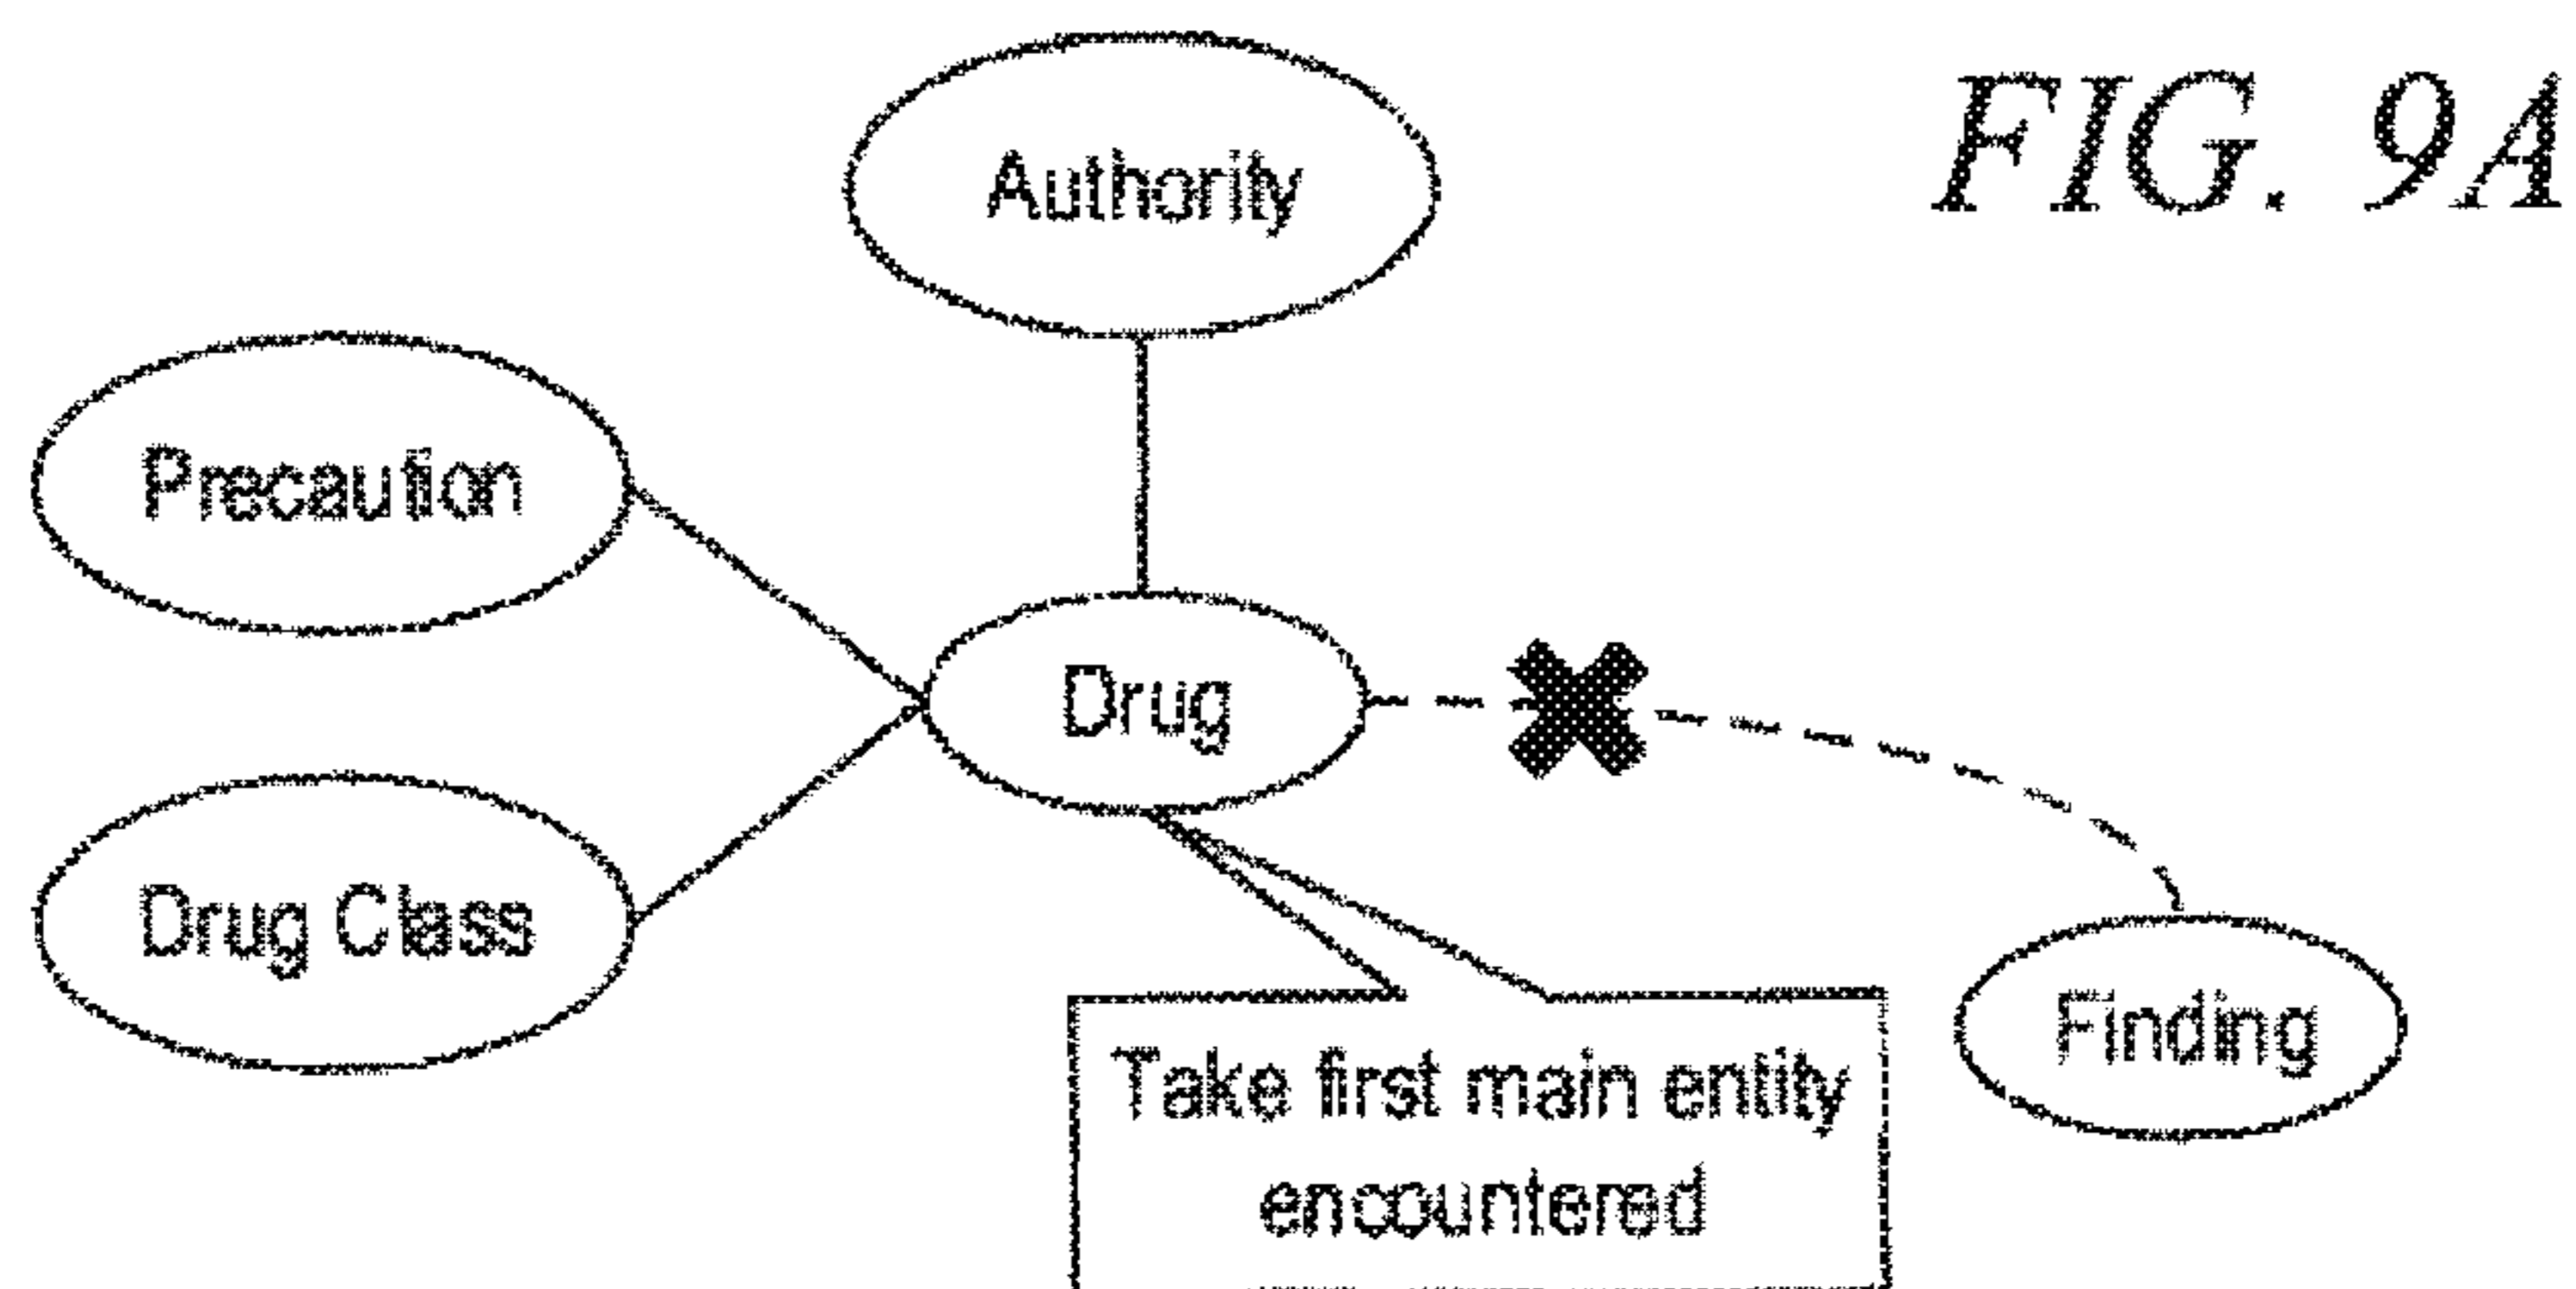 FIG. 9A
Authority
Precaution
Drug
Drug Class
Finding
Take first main entity
encountered